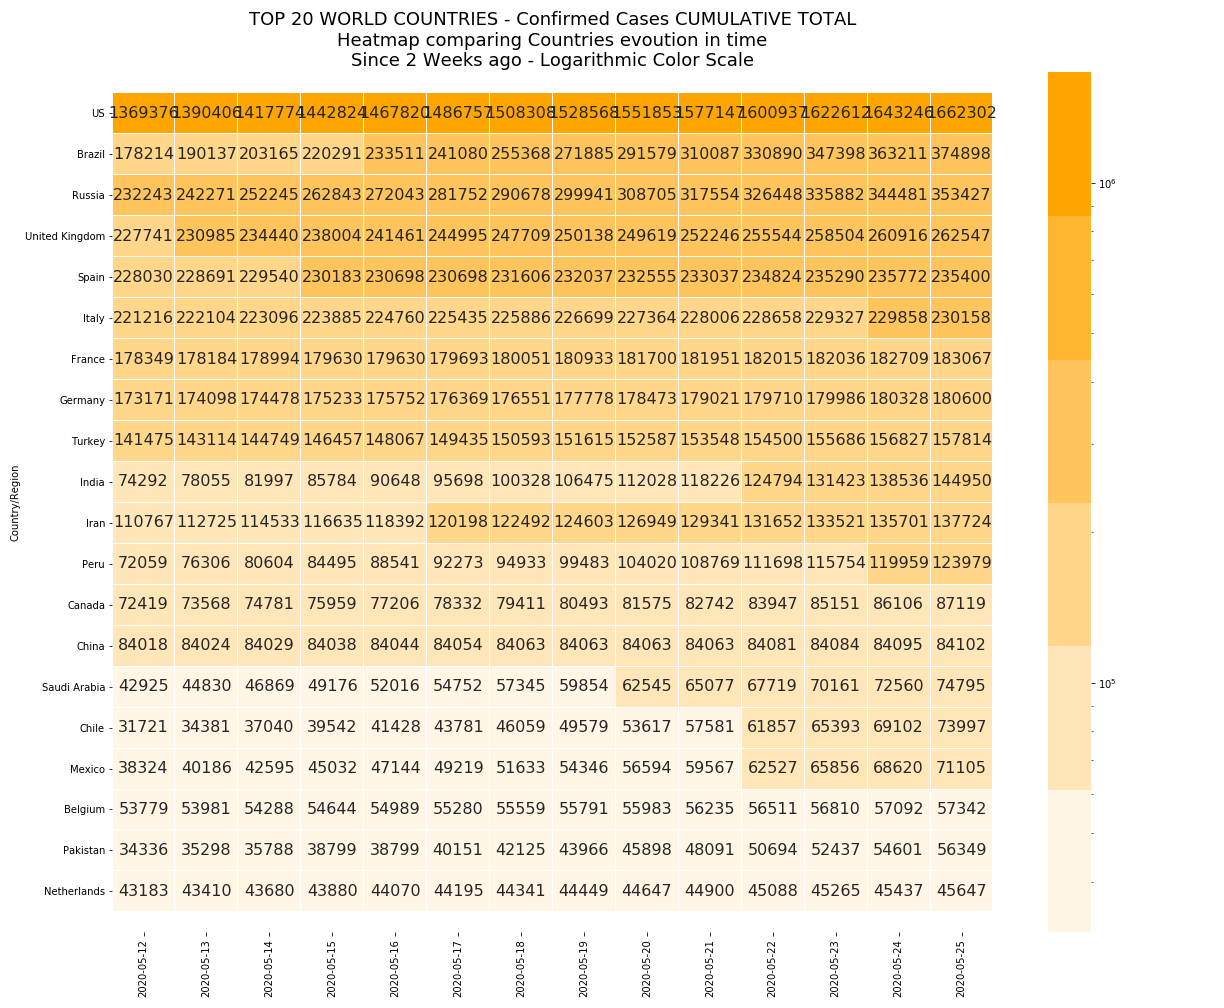 TOP 20 WORLD COUNTRIES - Confirmed Cases CUMULATIVE TOTAL
Heatmap comparing Countries evoution in time
Since 2 Weeks ago - Logarithmic Color Scale
US 1369376 1390406 1417774 1442824 1467820 1486757 1508308 1528568 1551853 1577147 1600937 1622612 1643246 1662302
Brazil 178214 190137 203165 220291 233511 241080 255368 271885 291579 310087 330890 347398 363211 374898
Russia 232243 242271 252245 262843 272043 281752 290678 299941 308705 317554 326448 335882 344481 353427
United Kingdom 227741 230985 234440 238004 241461 244995 247709 250138 249619 252246 255544 258504 260916 262547
Spain 228030 228691 229540 230183 230698 230698 231606 232037 232555 233037 234824 235290 235772 235400
Italy 221216 222104 223096 223885 224760 225435 225886 226699 227364 228006 228658 229327 229858 230158
France 178349 178184 178994 179630 179630 179693 180051 180933 181700 181951 182015 182036 182709 183067
Germany 173171 174098 174478 175233 175752 176369 176551 177778 178473 179021 179710 179986 180328 180600
Turkey 141475 143114 144749 146457 148067 149435 150593 151615 152587 153548 154500 155686 156827 157814
India 74292 78055 81997 85784 90648 95698 100328 106475 112028 118226 124794 131423 138536 144950
Iran 110767 112725 114533 116635 118392 120198 122492 124603 126949 129341 131652 133521 135701 137724
Peru 72059 76306 80604 84495 88541 92273 94933 99483 104020 108769 111698 115754 119959 123979
Canada 72419 73568 74781 75959 77206 78332 79411 80493 81575 82742 83947 85151 86106 87119
China 84018 84024 84029 84038 84044 84054 84063 84063 84063 84063 84081 84084 84095 84102
Saudi Arabia 42925 44830 46869 49176 52016 54752 57345 59854 62545 65077 67719 70161 72560 74795
Chile 31721 34381 37040 39542 41428 43781 46059 49579 53617 57581 61857 65393 69102 73997
Mexico 38324 40186 42595 45032 47144 49219 51633 54346 56594 59567 62527 65856 68620 71105
Belgium 53779 53981 54288 54644 54989 55280 55559 55791 55983 56235 56511 56810 57092 57342
Pakistan 34336 35298 35788 38799 38799 40151 42125 43966 45898 48091 50694 52437 54601 56349
Netherlands 43183 43410 43680 43880 44070 44195 44341 44449 44647 44900 45088 45265 45437 45647
Country/Region
2020-05-12 2020-05-13 2020-05-14 2020-05-15 2020-05-16 2020-05-17 2020-05-18 2020-05-19 2020-05-20 2020-05-21 2020-05-22 2020-05-23 2020-05-24 2020-05-25
10⁶
10⁵